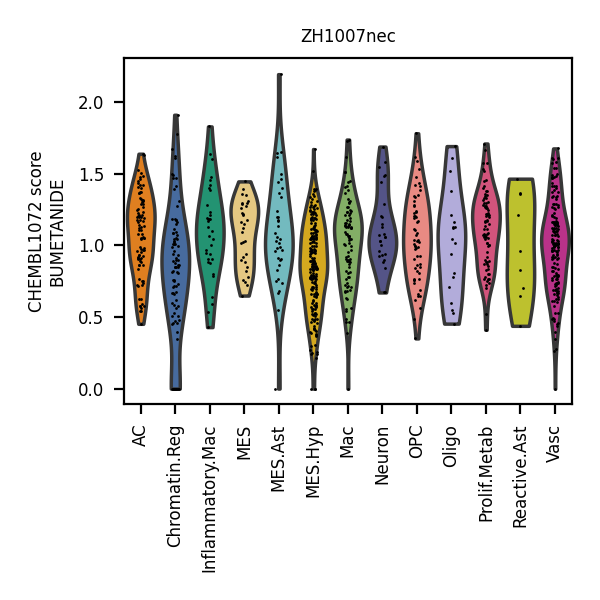 ZH1007nec
CHEMBL1072 score
BUMETANIDE
2.0
1.5
1.0
0.5
0.0
AC
Chromatin.Reg
Inflammatory.Mac
MES
MES.Ast
MES.Hyp
Mac
Neuron
OPC
Oligo
Prolif.Metab
Reactive.Ast
Vasc